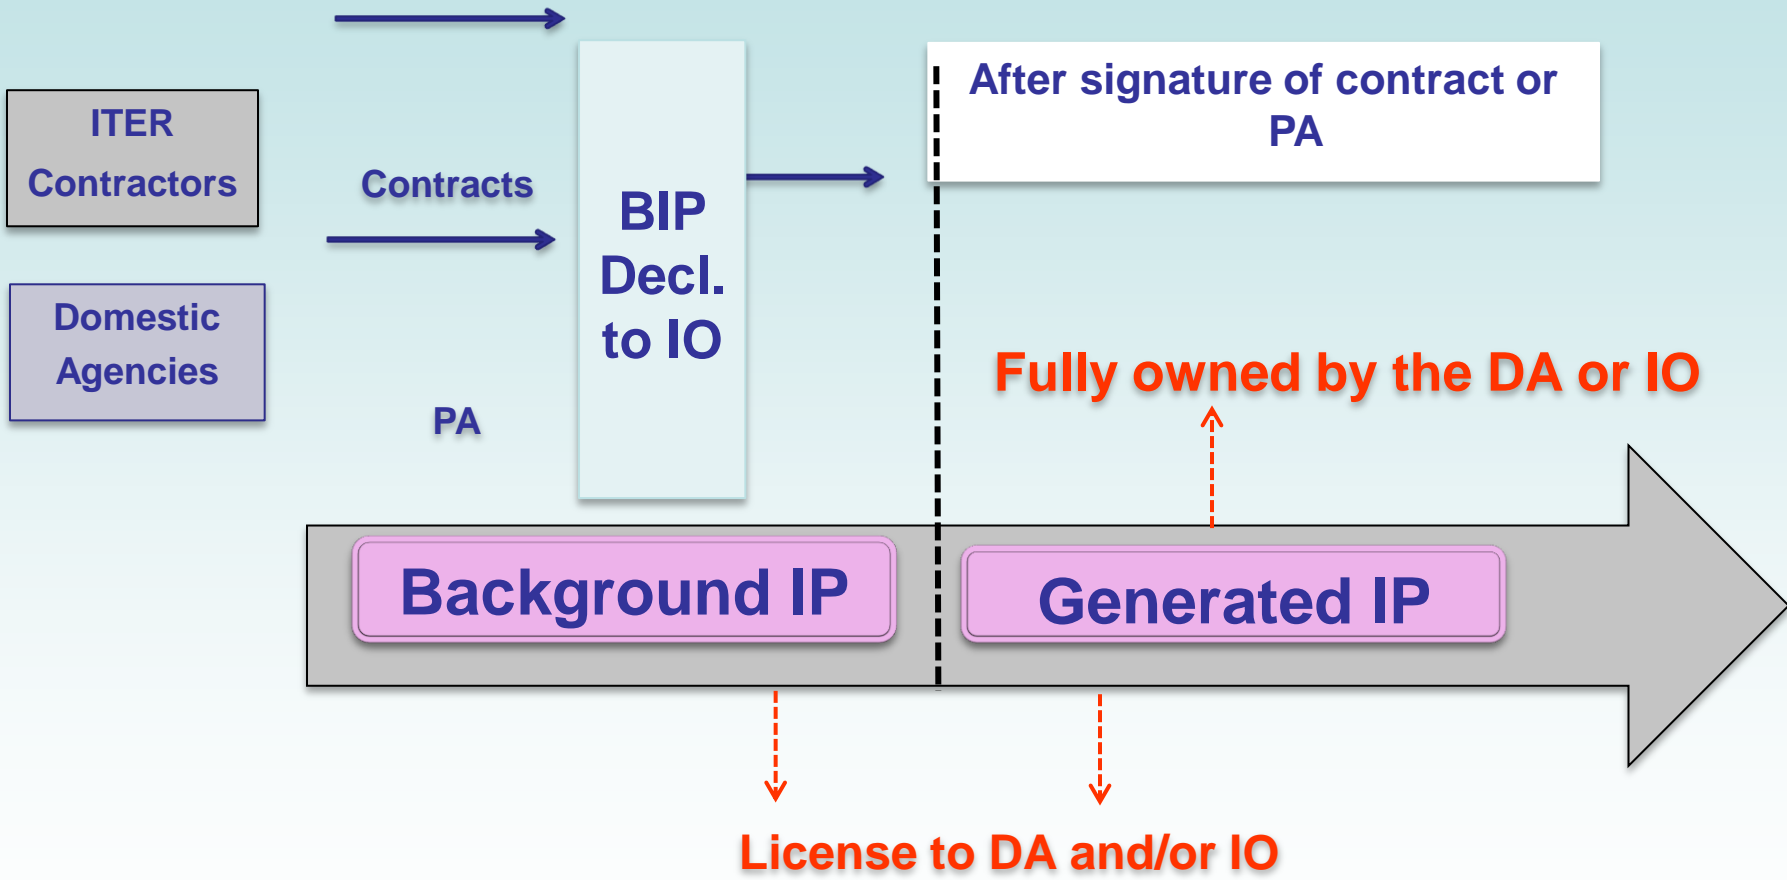 ITER
Contractors
Domestic
Agencies
Contracts
PA
BIP
Decl.
to IO
After signature of contract or
PA
Fully owned by the DA or IO
Background IP
Generated IP
License to DA and/or IO